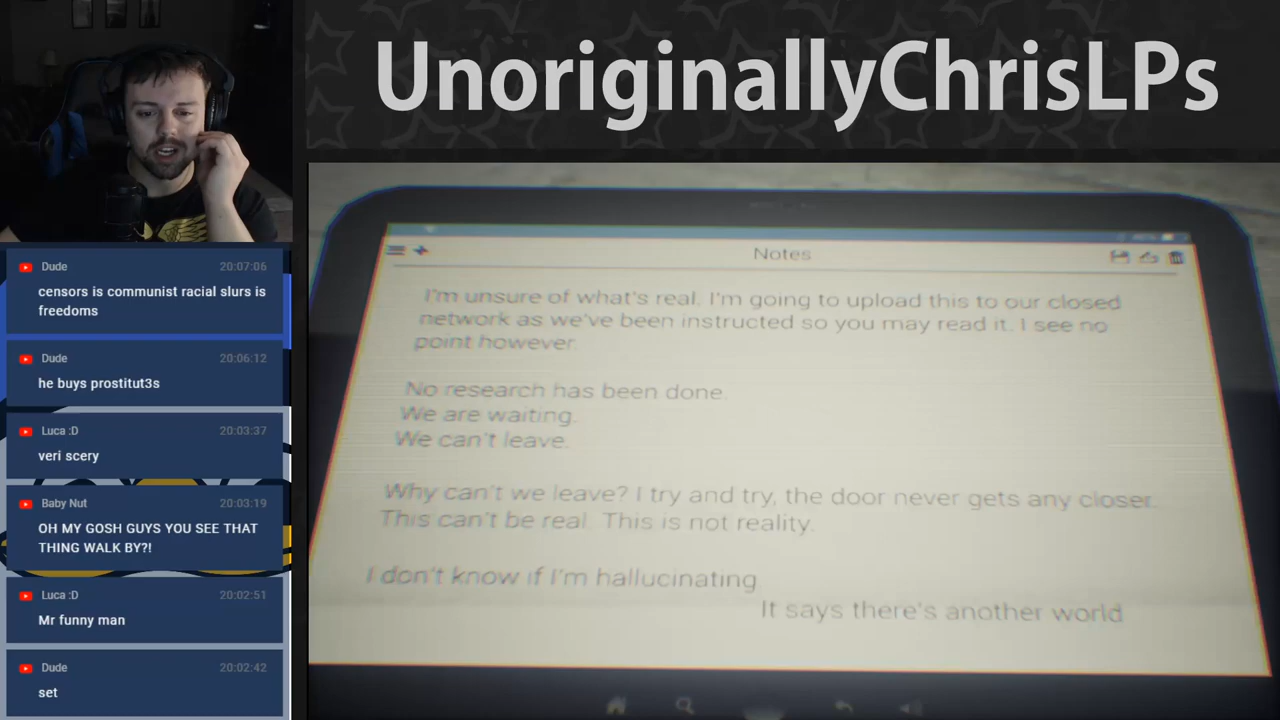 UnoriginallyChrisLPs
Dude 20:07:06
censors is communist racial slurs is
freedoms
Dude 20:06:12
he buys prostitut3s
Luca :D 20:03:37
veri scery
Baby Nut 20:03:19
OH MY GOSH GUYS YOU SEE THAT
THING WALK BY?!
Luca :D 20:02:51
Mr funny man
Dude 20:02:42
set
Notes
I'm unsure of what's real. I'm going to upload this to our closed
network as we've been instructed so you may read it. I see no
point however.
No research has been done.
We are waiting.
We can't leave.
Why can't we leave? I try and try, the door never gets any closer.
This can't be real. This is not reality.
I don't know if I'm hallucinating
It says there's another world